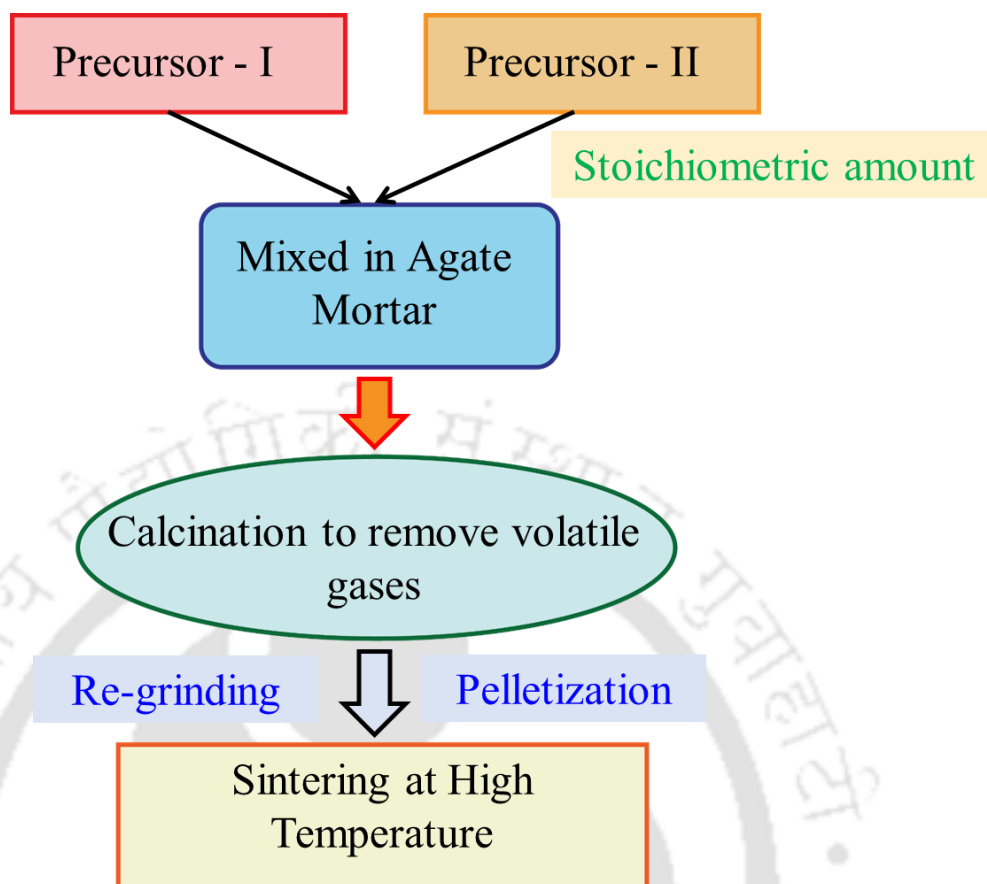 Precursor - I
Precursor - II
Stoichiometric amount
Mixed in Agate
Mortar
Calcination to remove volatile
gases
Re-grinding
Pelletization
Sintering at High
Temperature